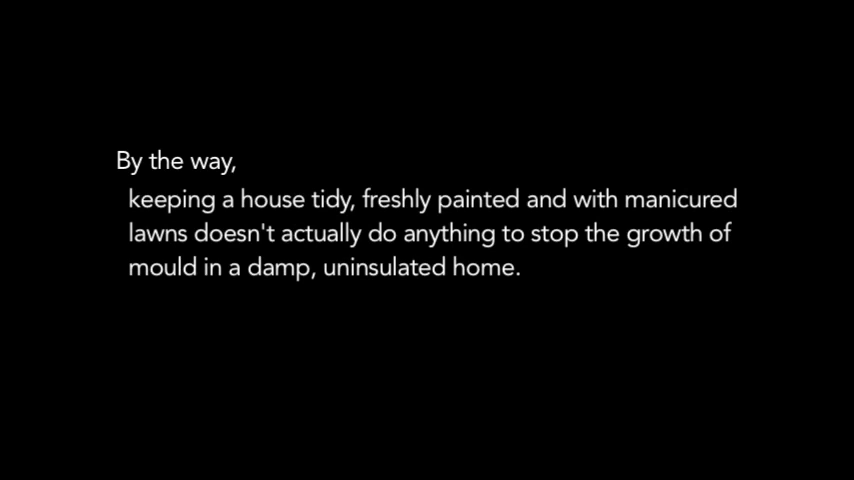 By the way,
keeping a house tidy, freshly painted and with manicured
lawns doesn't actually do anything to stop the growth of
mould in a damp, uninsulated home.